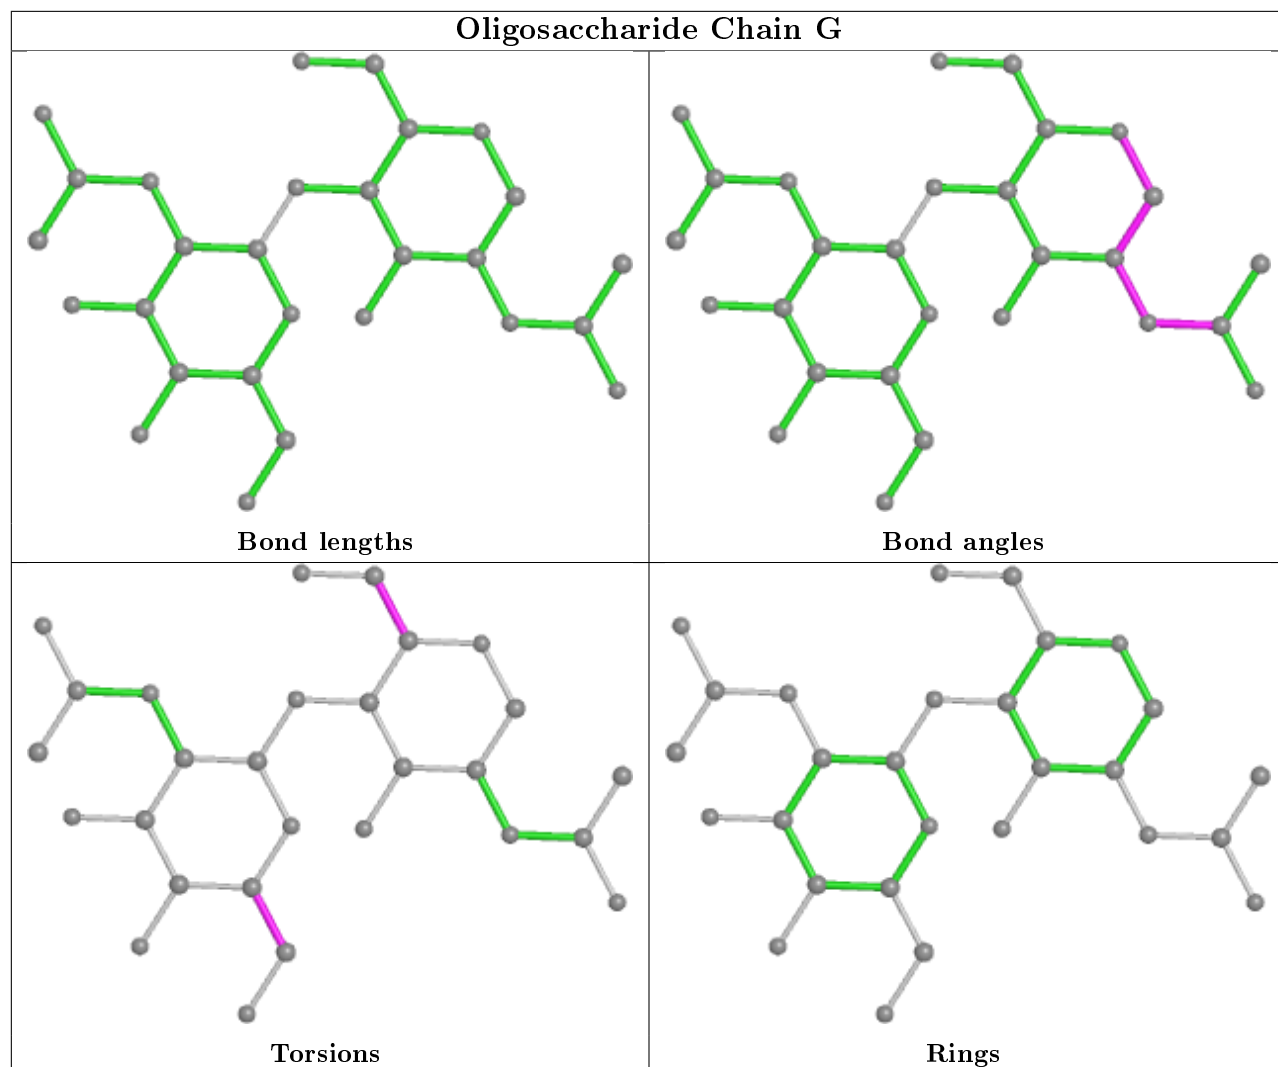 Oligosaccharide Chain G
Bond lengths
Bond angles
Torsions
Rings